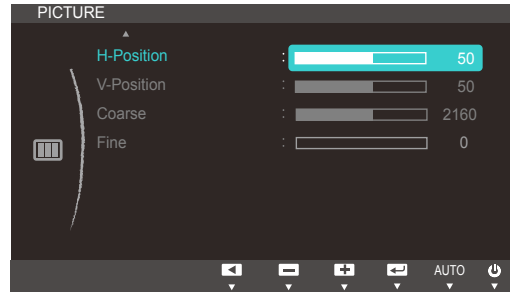 PICTURE
H-Position : 50
V-Position : 50
Coarse : 2160
Fine : 0
AUTO